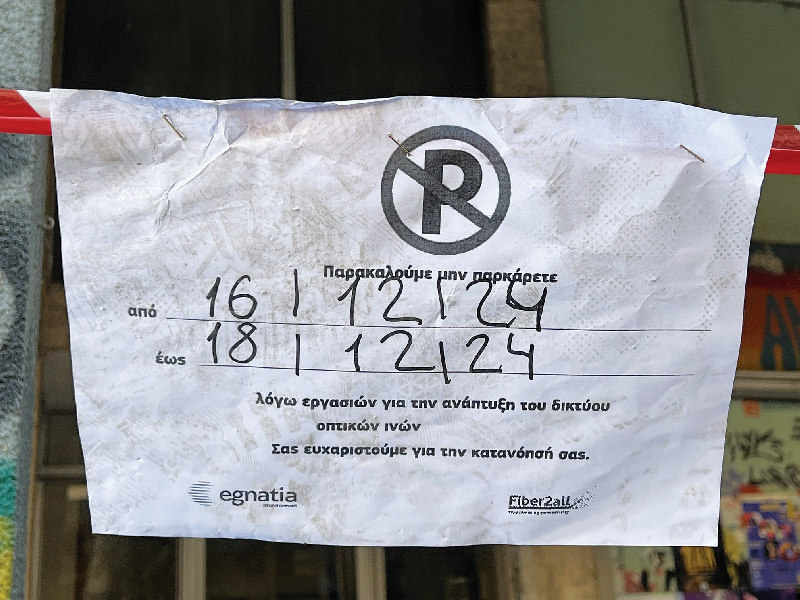 P
Παρακαλούμε μην παρκάρετε
από 16 / 12 / 24
έως 18 / 12 / 24
λόγω εργασιών για την ανάπτυξη του δικτύου
οπτικών ινών
Σας ευχαριστούμε για την κατανόησή σας.
egnatia
Fiber2all